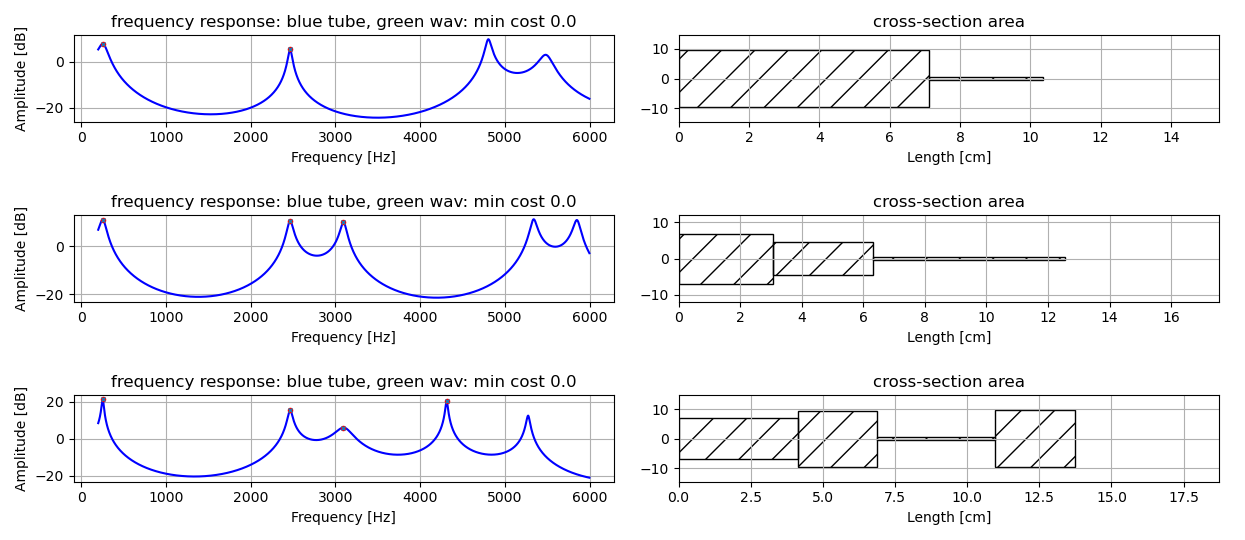 frequency response: blue tube, green wav: min cost 0.0
Amplitude [dB]
0
−20
0 1000 2000 3000 4000 5000 6000
Frequency [Hz]
cross-section area
10
0
−10
0 2 4 6 8 10 12 14
Length [cm]
frequency response: blue tube, green wav: min cost 0.0
Amplitude [dB]
0
−20
0 1000 2000 3000 4000 5000 6000
Frequency [Hz]
cross-section area
10
0
−10
0 2 4 6 8 10 12 14 16
Length [cm]
frequency response: blue tube, green wav: min cost 0.0
Amplitude [dB]
20
0
−20
0 1000 2000 3000 4000 5000 6000
Frequency [Hz]
cross-section area
10
0
−10
0.0 2.5 5.0 7.5 10.0 12.5 15.0 17.5
Length [cm]